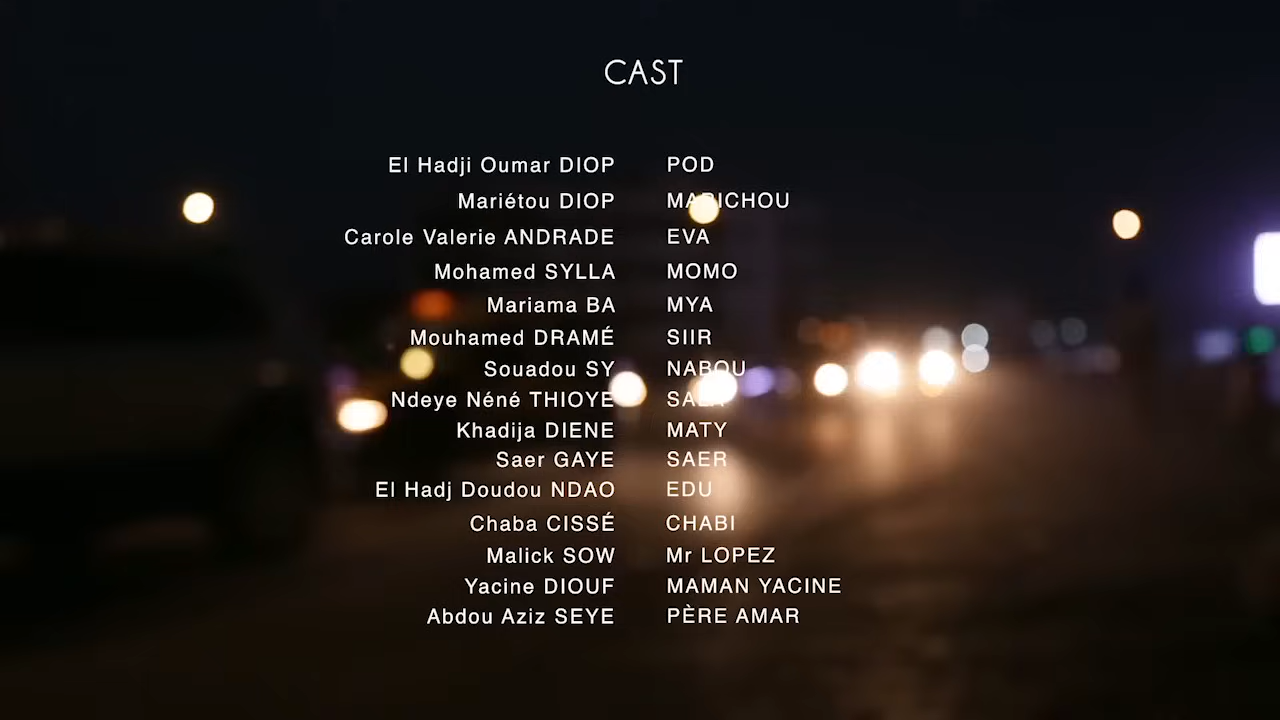 CAST
El Hadji Oumar DIOP POD
Mariétou DIOP MARICHOU
Carole Valerie ANDRADE EVA
Mohamed SYLLA MOMO
Mariama BA MYA
Mouhamed DRAMÉ SIIR
Souadou SY NABOU
Ndeye Néné THIOYE
Khadija DIENE MATY
Saer GAYE SAER
El Hadj Doudou NDAO EDU
Chaba CISSÉ CHABI
Malick SOW Mr LOPEZ
Yacine DIOUF MAMAN YACINE
Abdou Aziz SEYE PÈRE AMAR